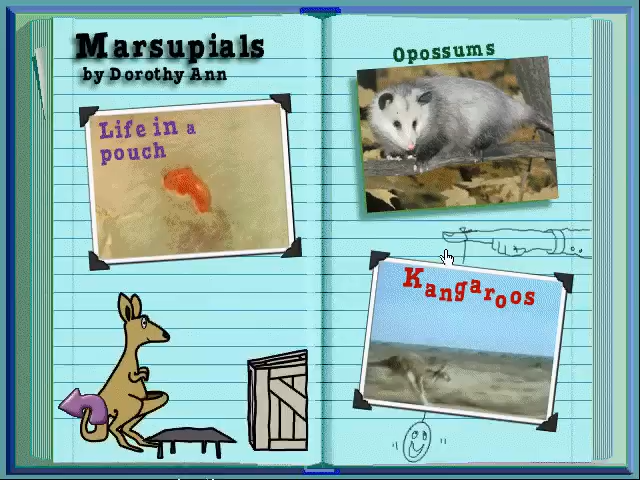 Marsupials
by Dorothy Ann
Life in a
pouch
Opossums
Kangaroos